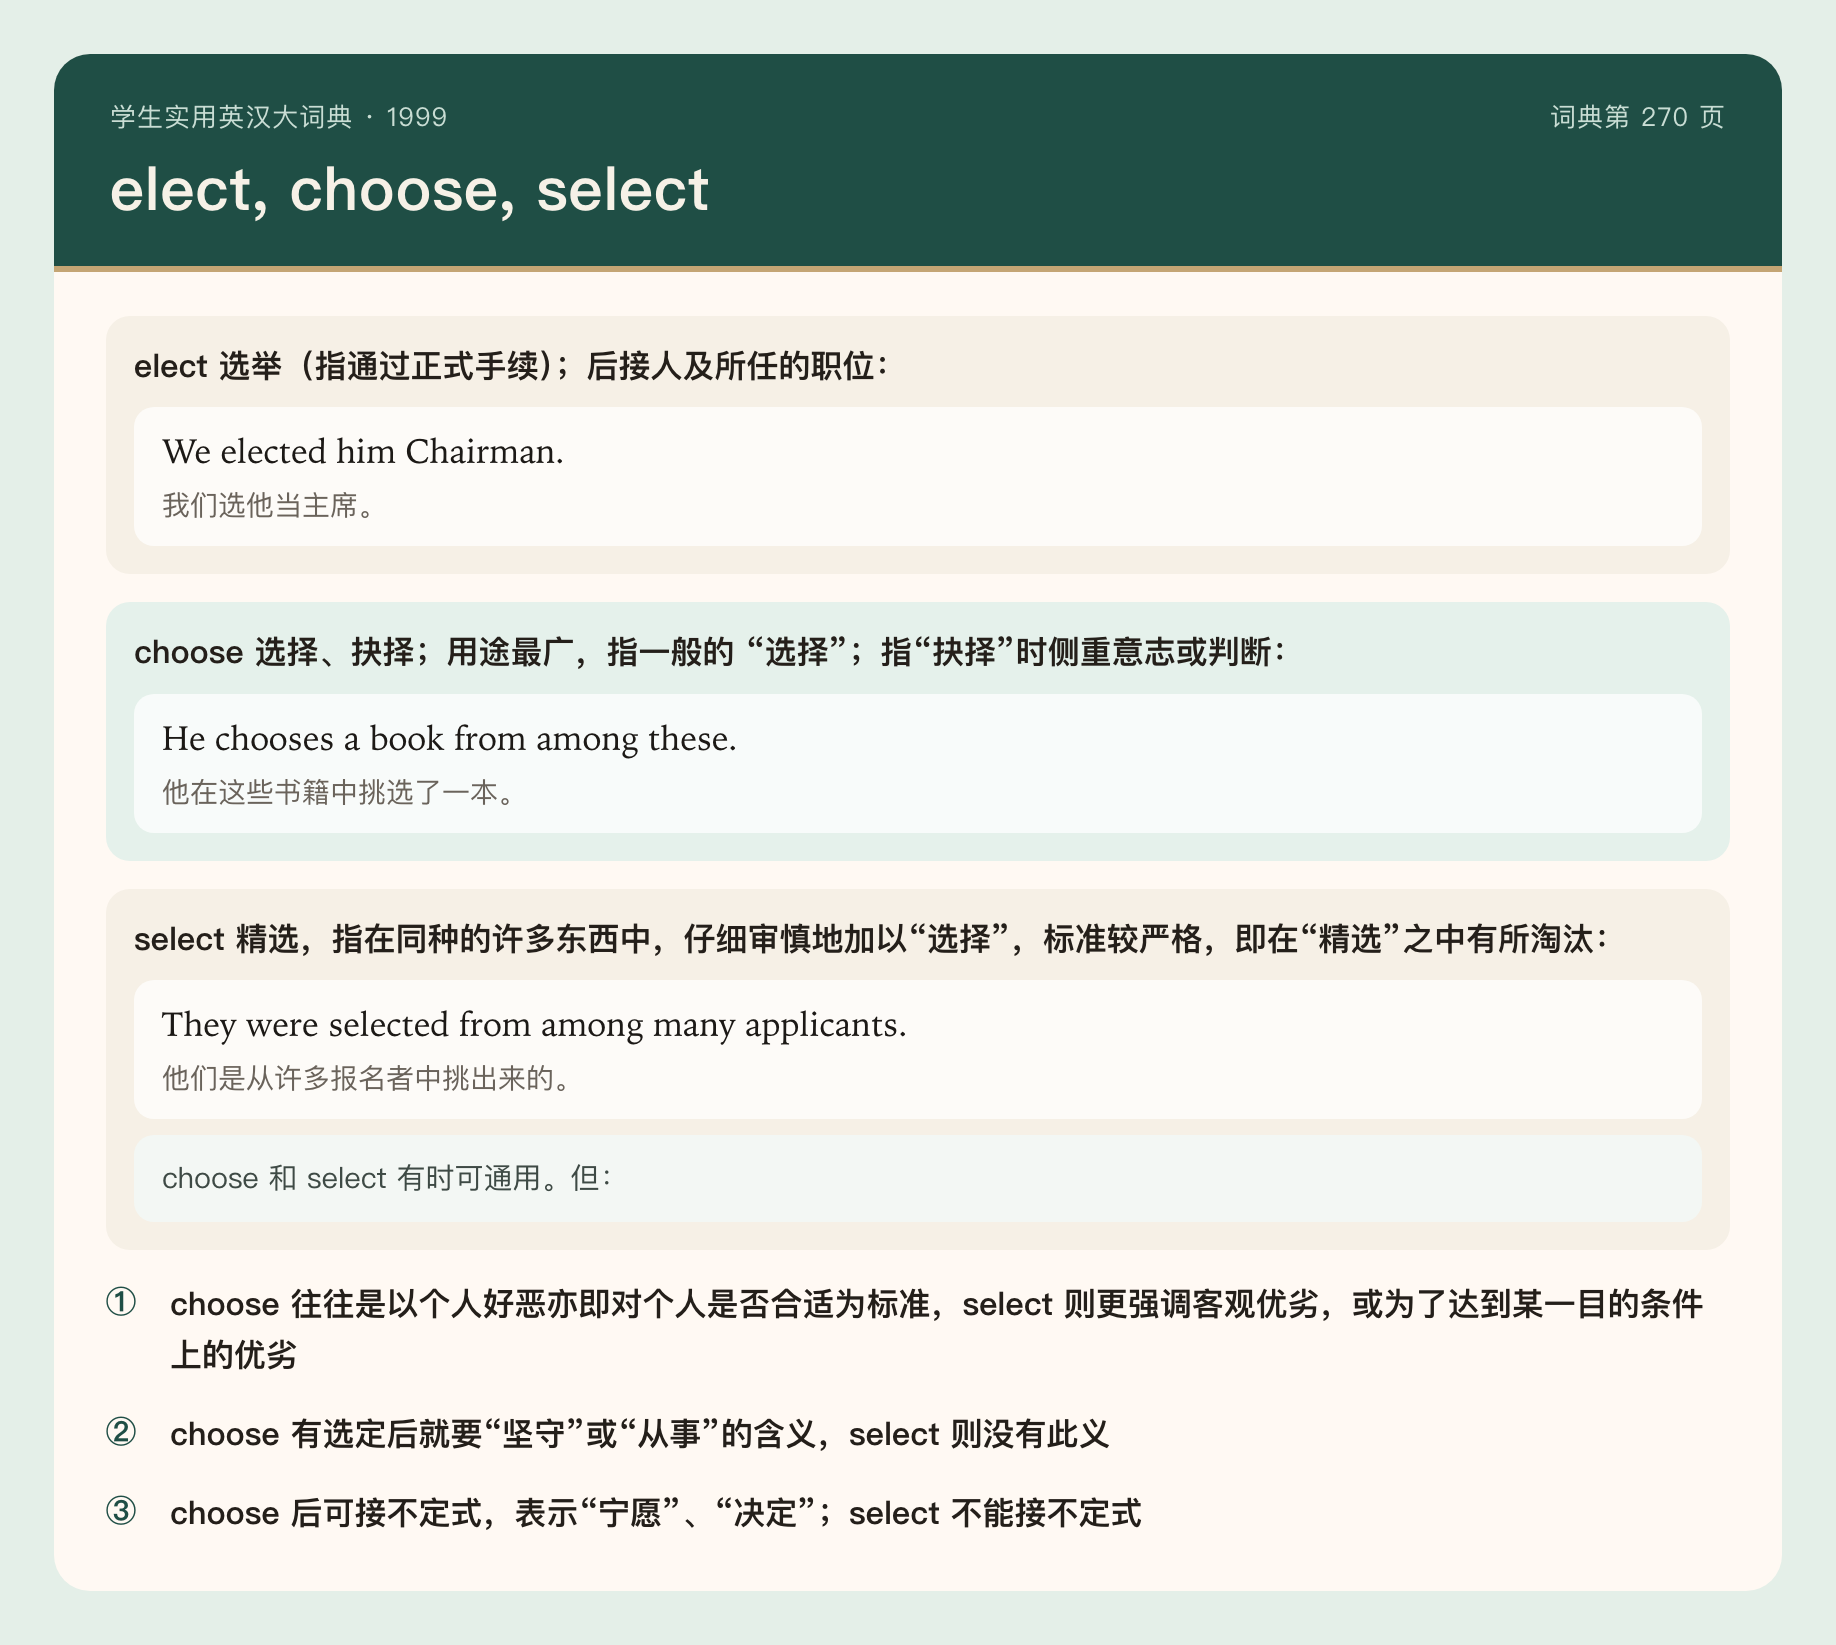 学生实用英汉大词典 · 1999
词典第 270 页
elect, choose, select
elect 选举（指通过正式手续）；后接人及所任的职位：
We elected him Chairman.
我们选他当主席。
choose 选择、抉择；用途最广，指一般的 “选择”；指“抉择”时侧重意志或判断：
He chooses a book from among these.
他在这些书籍中挑选了一本。
select 精选，指在同种的许多东西中，仔细审慎地加以“选择”，标准较严格，即在“精选”之中有所淘汰：
They were selected from among many applicants.
他们是从许多报名者中挑出来的。
choose 和 select 有时可通用。但：
① choose 往往是以个人好恶亦即对个人是否合适为标准，select 则更强调客观优劣，或为了达到某一目的条件
上的优劣
② choose 有选定后就要“坚守”或“从事”的含义，select 则没有此义
③ choose 后可接不定式，表示“宁愿”、“决定”；select 不能接不定式